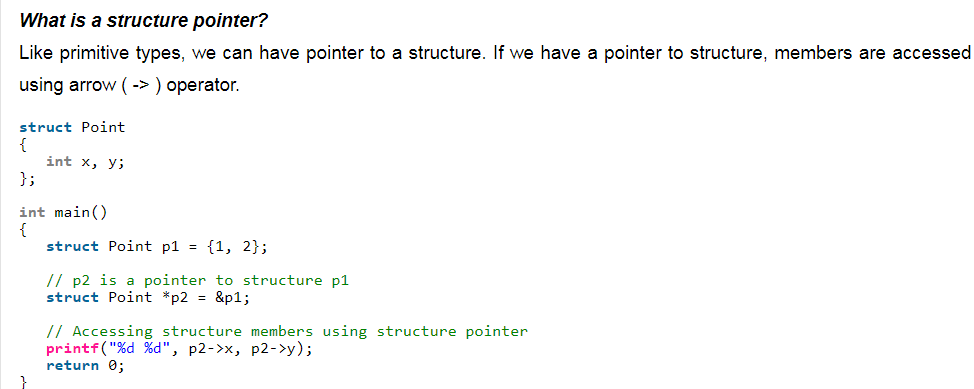 What is a structure pointer?
Like primitive types, we can have pointer to a structure. If we have a pointer to structure, members are accessed
using arrow ( -> ) operator.
struct Point
{
   int x, y;
};
int main()
{
   struct Point p1 = {1, 2};
   // p2 is a pointer to structure p1
   struct Point *p2 = &p1;
   // Accessing structure members using structure pointer
   printf("%d %d", p2->x, p2->y);
   return 0;
}